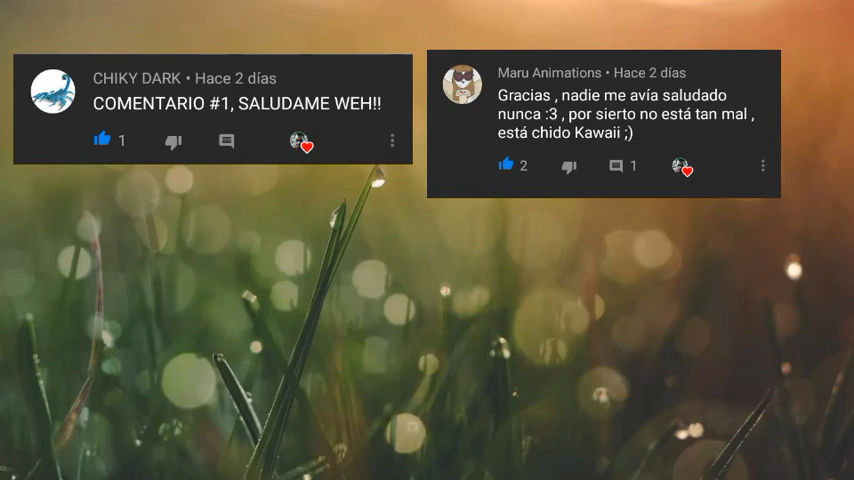 CHIKY DARK • Hace 2 días
COMENTARIO #1, SALUDAME WEH!!
1
Maru Animations • Hace 2 días
Gracias , nadie me avía saludado
nunca :3 , por sierto no está tan mal ,
está chido Kawaii ;)
2
1